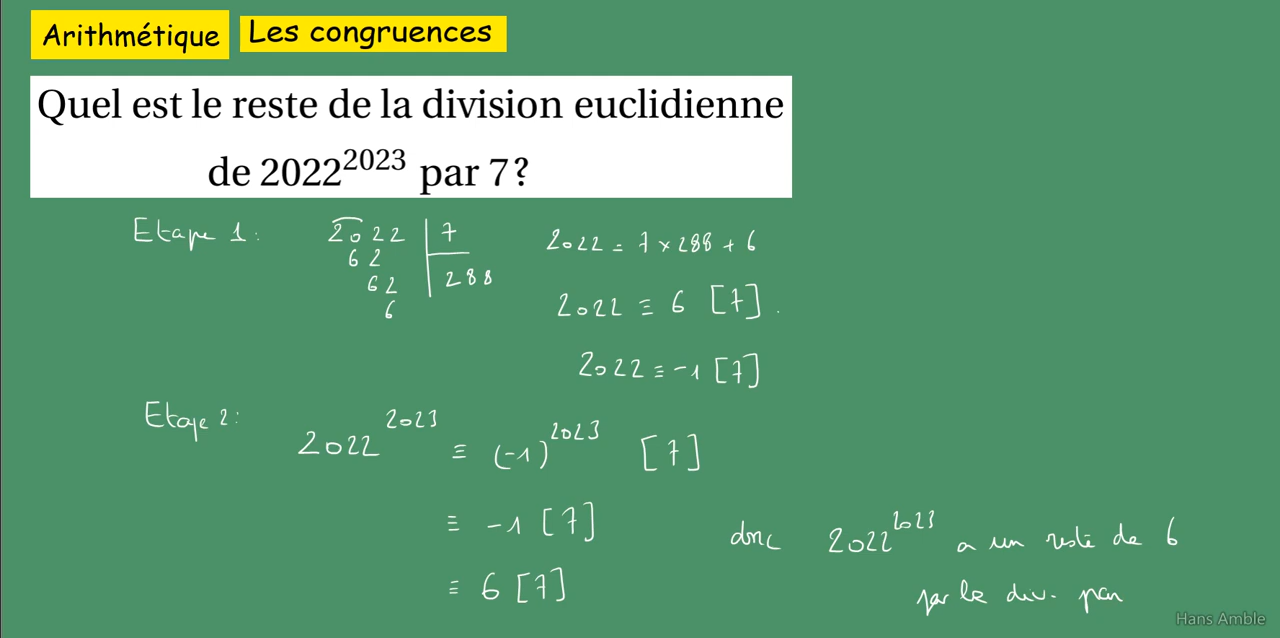 Arithmétique Les congruences
Quel est le reste de la division euclidienne
de 2022^2023 par 7?
Etape 1: 2022 | 7 2022 = 7 × 288 + 6
62 288
62
6
2022 ≡ 6 [7].
2022 ≡ -1 [7]
Etape 2: 2022^2023 ≡ (-1)^2023 [7]
≡ -1 [7]
≡ 6 [7]
donc 2022^2023 a un reste de 6
par le div. par
Hans Amble